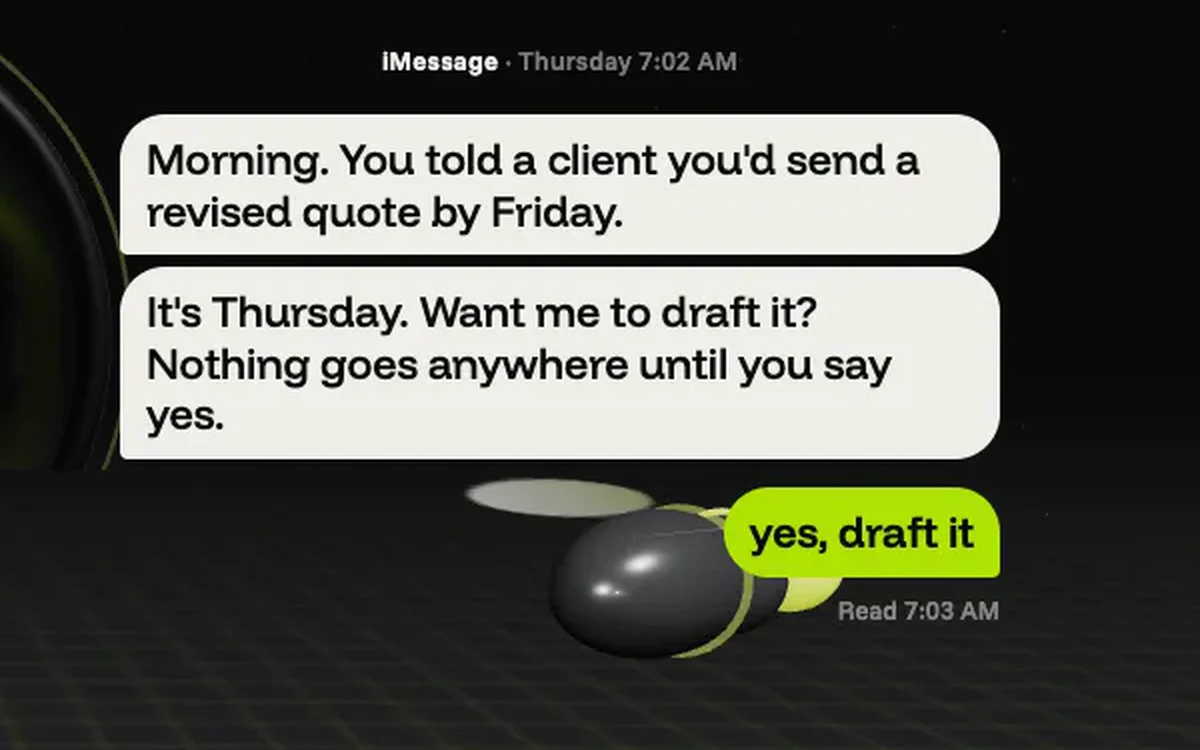 iMessage · Thursday 7:02 AM
Morning. You told a client you'd send a
revised quote by Friday.
It's Thursday. Want me to draft it?
Nothing goes anywhere until you say
yes.
yes, draft it
Read 7:03 AM